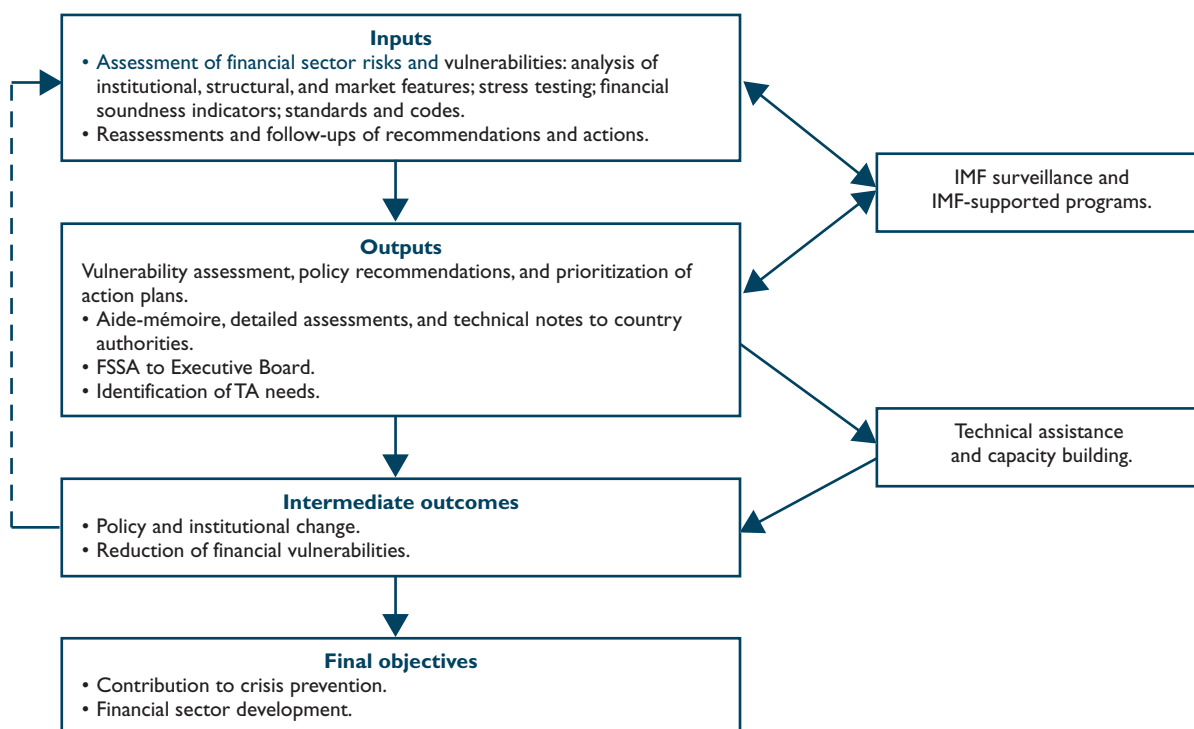 Inputs
• Assessment of financial sector risks and vulnerabilities: analysis of
institutional, structural, and market features; stress testing; financial
soundness indicators; standards and codes.
• Reassessments and follow-ups of recommendations and actions.
IMF surveillance and
IMF-supported programs.
Outputs
Vulnerability assessment, policy recommendations, and prioritization of
action plans.
• Aide-mémoire, detailed assessments, and technical notes to country
authorities.
• FSSA to Executive Board.
• Identification of TA needs.
Technical assistance
and capacity building.
Intermediate outcomes
• Policy and institutional change.
• Reduction of financial vulnerabilities.
Final objectives
• Contribution to crisis prevention.
• Financial sector development.